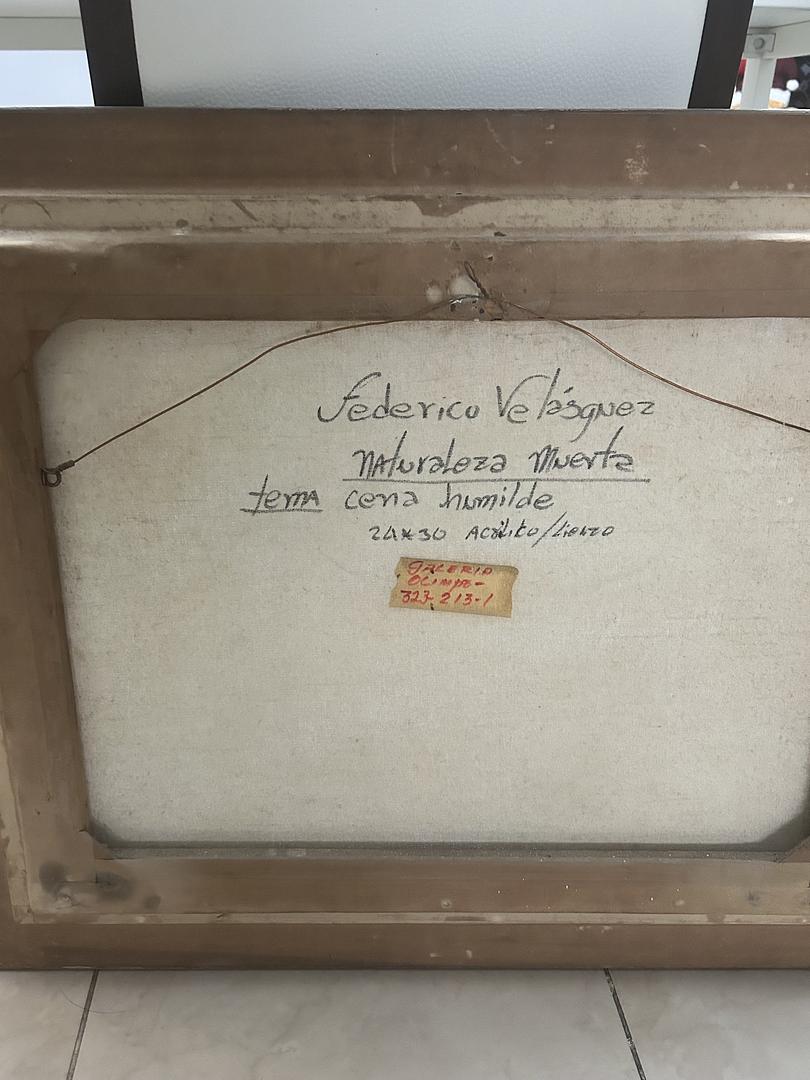 Federico Velásquez
Naturaleza Muerta
tema cena humilde
24x30 Acrílico/Lienzo
GALERIA
OLIMPO-
323-213-1